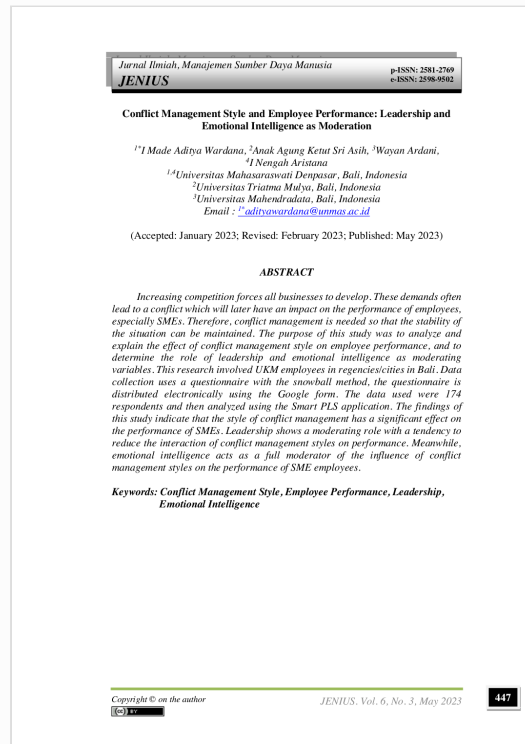 Jurnal Ilmiah, Manajemen Sumber Daya Manusia
JENIUS
p-ISSN: 2581-2769
e-ISSN: 2598-9502
Conflict Management Style and Employee Performance: Leadership and
Emotional Intelligence as Moderation
1*I Made Aditya Wardana, 2Anak Agung Ketut Sri Asih, 3Wayan Ardani,
4I Nengah Aristana
1,4Universitas Mahasaraswati Denpasar, Bali, Indonesia
2Universitas Triatma Mulya, Bali, Indonesia
3Universitas Mahendradata, Bali, Indonesia
Email : 1*adityawardana@unmas.ac.id
(Accepted: January 2023; Revised: February 2023; Published: May 2023)
ABSTRACT
Increasing competition forces all businesses to develop. These demands often
lead to a conflict which will later have an impact on the performance of employees,
especially SMEs. Therefore, conflict management is needed so that the stability of
the situation can be maintained. The purpose of this study was to analyze and
explain the effect of conflict management style on employee performance, and to
determine the role of leadership and emotional intelligence as moderating
variables. This research involved UKM employees in regencies/cities in Bali. Data
collection uses a questionnaire with the snowball method, the questionnaire is
distributed electronically using the Google form. The data used were 174
respondents and then analyzed using the Smart PLS application. The findings of
this study indicate that the style of conflict management has a significant effect on
the performance of SMEs. Leadership shows a moderating role with a tendency to
reduce the interaction of conflict management styles on performance. Meanwhile,
emotional intelligence acts as a full moderator of the influence of conflict
management styles on the performance of SME employees.
Keywords: Conflict Management Style, Employee Performance, Leadership,
Emotional Intelligence
Copyright © on the author
JENIUS. Vol. 6, No. 3, May 2023
447
(cc) BY